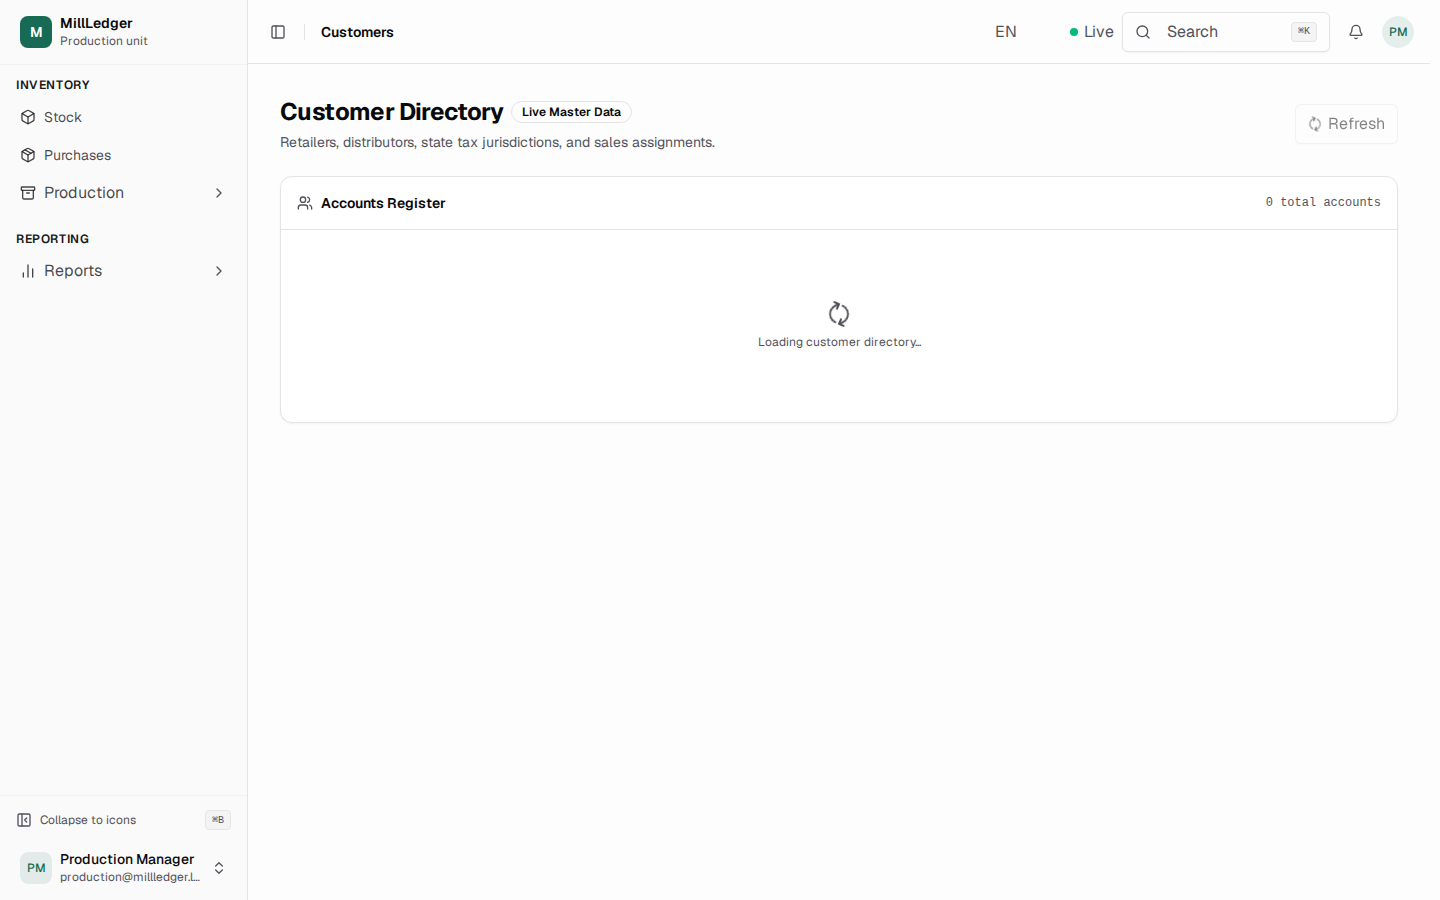 M
MillLedger
Production unit
INVENTORY
Stock
Purchases
Production
REPORTING
Reports
Collapse to icons
⌘B
PM
Production Manager
production@millledger.l...
Customers
EN
Live
Search
⌘K
PM
Customer Directory
Live Master Data
Retailers, distributors, state tax jurisdictions, and sales assignments.
Refresh
Accounts Register
0 total accounts
Loading customer directory...